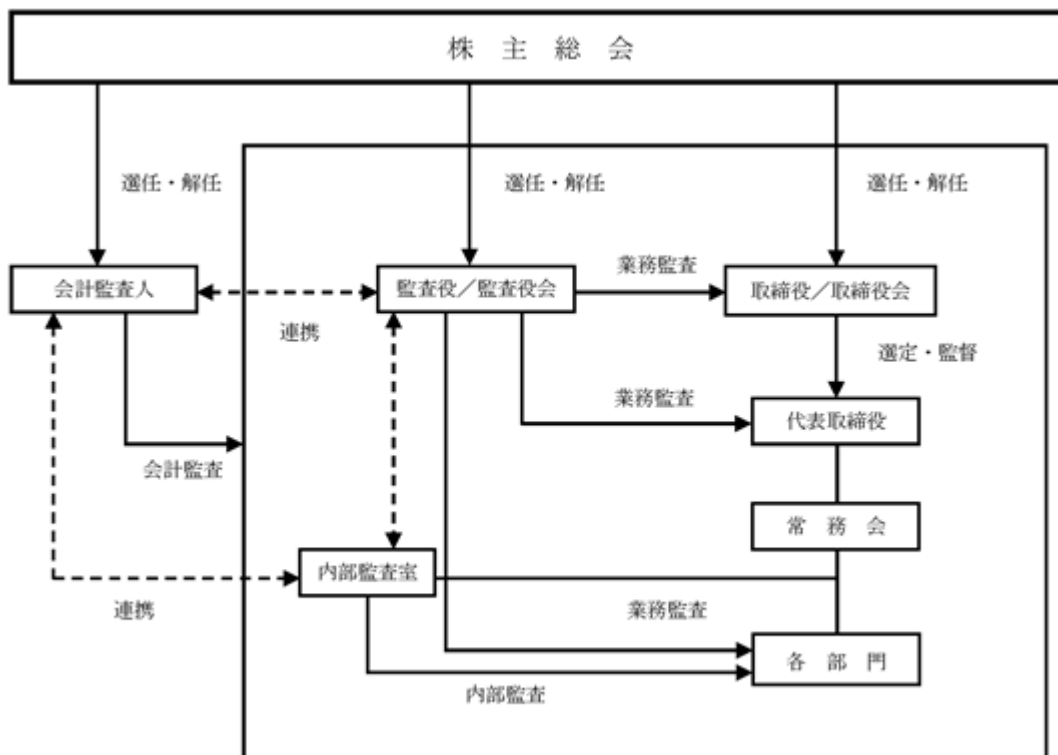 株 主 総 会
選任・解任
選任・解任
選任・解任
会計監査人
監査役／監査役会
業務監査
取締役／取締役会
連携
選定・監督
業務監査
代表取締役
会計監査
常 務 会
内部監査室
連携
業務監査
各 部 門
内部監査